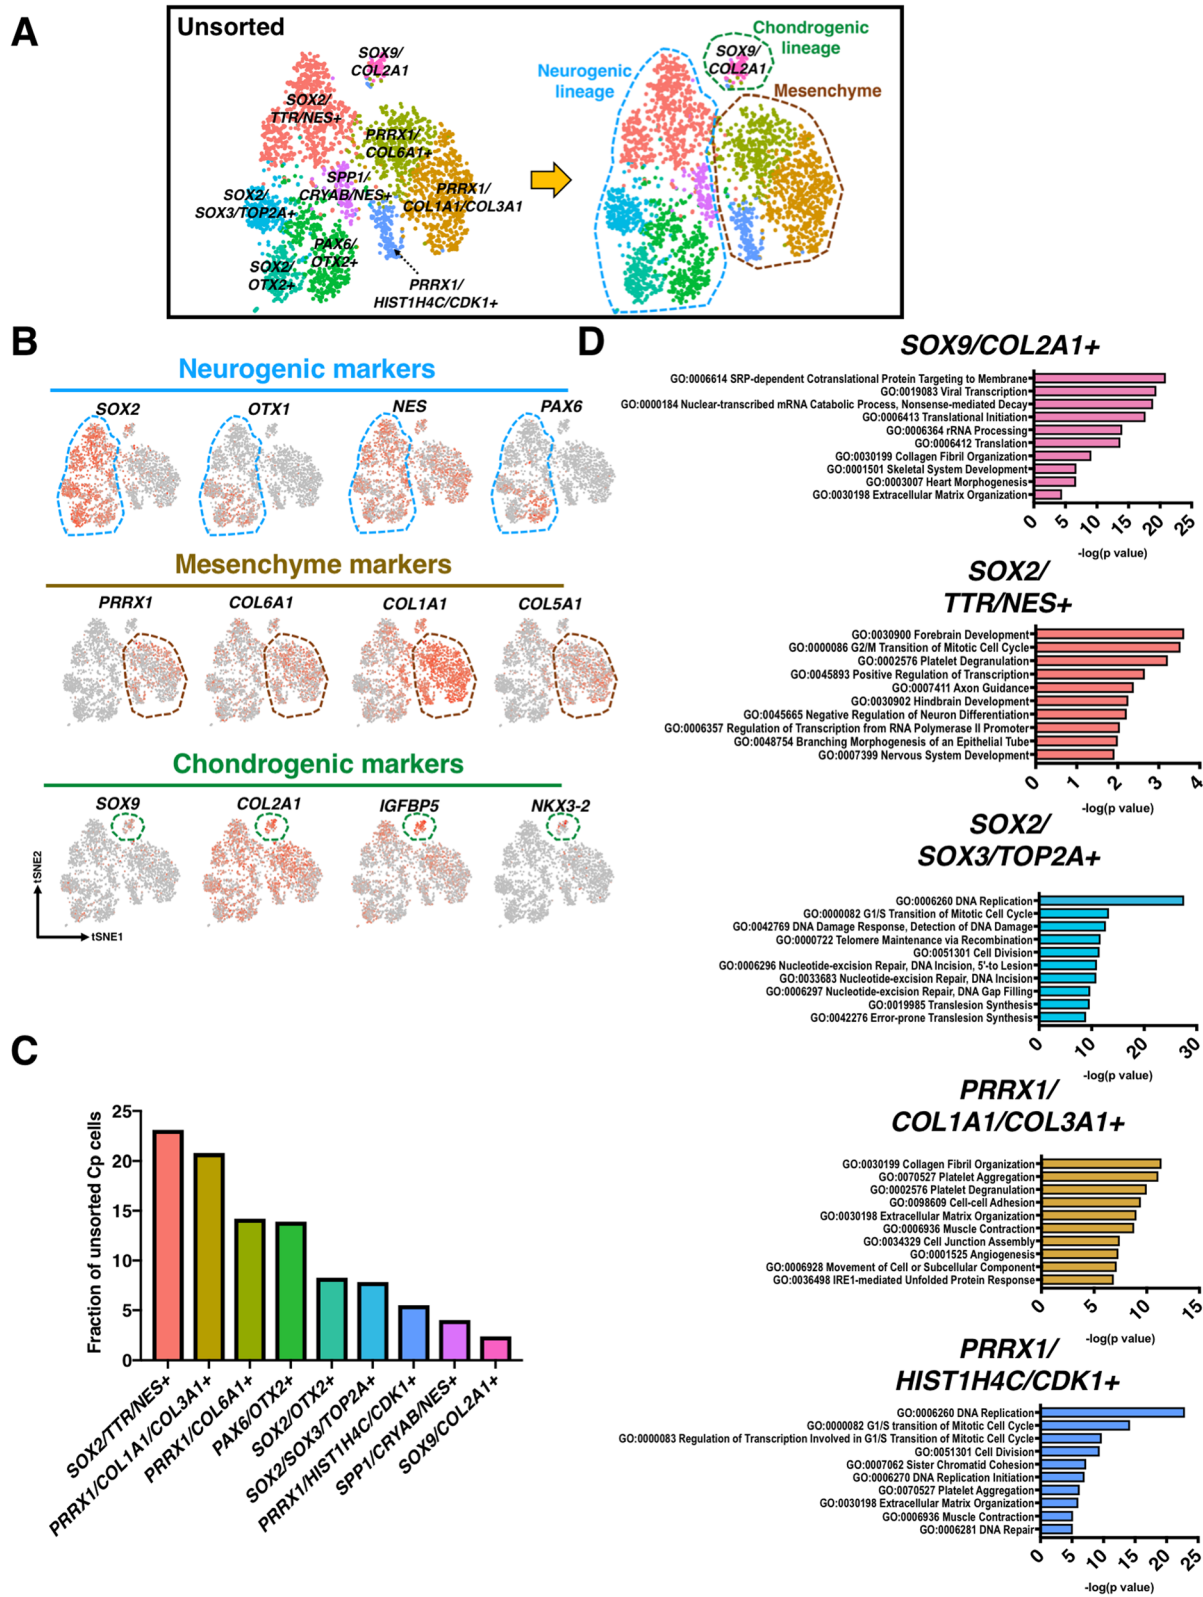 A
Unsorted
SOX9/
COL2A1
SOX2/
TTR/NES+
PRRX1/
COL6A1+
SPP1/
CRYAB/NES+
PRRX1/
COL1A1/COL3A1
SOX2/
SOX3/TOP2A+
PAX6/
OTX2+
SOX2/
OTX2+
PRRX1/
HIST1H4C/CDK1+
Neurogenic
lineage
SOX9/
COL2A1
Chondrogenic
lineage
Mesenchyme
B
Neurogenic markers
SOX2
OTX1
NES
PAX6
Mesenchyme markers
PRRX1
COL6A1
COL1A1
COL5A1
Chondrogenic markers
SOX9
COL2A1
IGFBP5
NKX3-2
tSNE2
tSNE1
C
Fraction of unsorted Cp cells
25
20
15
10
5
0
SOX2/TTR/NES+
PRRX1/COL1A1/COL3A1+
PRRX1/COL6A1+
PAX6/OTX2+
SOX2/OTX2+
SOX2/SOX3/TOP2A+
PRRX1/HIST1H4C/CDK1+
SPP1/CRYAB/NES+
SOX9/COL2A1+
D
SOX9/COL2A1+
GO:0006614 SRP-dependent Cotranslational Protein Targeting to Membrane
GO:0019083 Viral Transcription
GO:0000184 Nuclear-transcribed mRNA Catabolic Process, Nonsense-mediated Decay
GO:0006413 Translational Initiation
GO:0006364 rRNA Processing
GO:0006412 Translation
GO:0030199 Collagen Fibril Organization
GO:0001501 Skeletal System Development
GO:0003007 Heart Morphogenesis
GO:0030198 Extracellular Matrix Organization
0 5 10 15 20 25
-log(p value)
SOX2/
TTR/NES+
GO:0030900 Forebrain Development
GO:0000086 G2/M Transition of Mitotic Cell Cycle
GO:0002576 Platelet Degranulation
GO:0045893 Positive Regulation of Transcription
GO:0007411 Axon Guidance
GO:0030902 Hindbrain Development
GO:0045665 Negative Regulation of Neuron Differentiation
GO:0006357 Regulation of Transcription from RNA Polymerase II Promoter
GO:0048754 Branching Morphogenesis of an Epithelial Tube
GO:0007399 Nervous System Development
0 1 2 3 4
-log(p value)
SOX2/
SOX3/TOP2A+
GO:0006260 DNA Replication
GO:0000082 G1/S Transition of Mitotic Cell Cycle
GO:0042769 DNA Damage Response, Detection of DNA Damage
GO:0000722 Telomere Maintenance via Recombination
GO:0051301 Cell Division
GO:0006296 Nucleotide-excision Repair, DNA Incision, 5'-to Lesion
GO:0033683 Nucleotide-excision Repair, DNA Incision
GO:0006297 Nucleotide-excision Repair, DNA Gap Filling
GO:0019985 Translesion Synthesis
GO:0042276 Error-prone Translesion Synthesis
0 10 20 30
-log(p value)
PRRX1/
COL1A1/COL3A1+
GO:0030199 Collagen Fibril Organization
GO:0070527 Platelet Aggregation
GO:0002576 Platelet Degranulation
GO:0098609 Cell-cell Adhesion
GO:0030198 Extracellular Matrix Organization
GO:0006936 Muscle Contraction
GO:0034329 Cell Junction Assembly
GO:0001525 Angiogenesis
GO:0006928 Movement of Cell or Subcellular Component
GO:0036498 IRE1-mediated Unfolded Protein Response
0 5 10 15
-log(p value)
PRRX1/
HIST1H4C/CDK1+
GO:0006260 DNA Replication
GO:0000082 G1/S transition of Mitotic Cell Cycle
GO:0000083 Regulation of Transcription Involved in G1/S Transition of Mitotic Cell Cycle
GO:0051301 Cell Division
GO:0007062 Sister Chromatid Cohesion
GO:0006270 DNA Replication Initiation
GO:0070527 Platelet Aggregation
GO:0030198 Extracellular Matrix Organization
GO:0006936 Muscle Contraction
GO:0006281 DNA Repair
0 5 10 15 20 25
-log(p value)